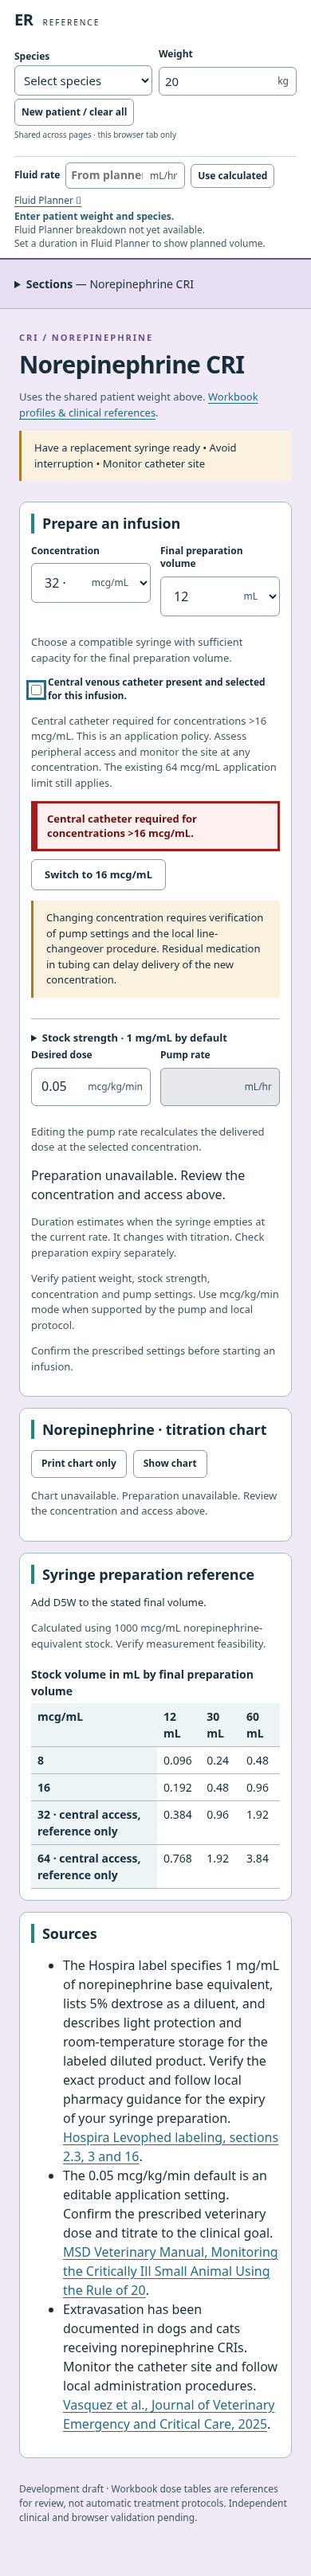 ER REFERENCE
Species
Weight
Select species
20 kg
New patient / clear all
Shared across pages · this browser tab only
Fluid rate
mL/hr
Use calculated
Fluid Planner
Enter patient weight and species.
Fluid Planner breakdown not yet available.
Set a duration in Fluid Planner to show planned volume.
▶ Sections — Norepinephrine CRI
CRI / NOREPINEPHRINE
Norepinephrine CRI
Uses the shared patient weight above. Workbook
profiles & clinical references.
Have a replacement syringe ready • Avoid
interruption • Monitor catheter site
Prepare an infusion
Concentration
Final preparation
volume
32 · mcg/mL
12 mL
Choose a compatible syringe with sufficient
capacity for the final preparation volume.
Central venous catheter present and selected
for this infusion.
Central catheter required for concentrations >16
mcg/mL. This is an application policy. Assess
peripheral access and monitor the site at any
concentration. The existing 64 mcg/mL application
limit still applies.
Central catheter required for
concentrations >16 mcg/mL.
Switch to 16 mcg/mL
Changing concentration requires verification
of pump settings and the local line-
changeover procedure. Residual medication
in tubing can delay delivery of the new
concentration.
▶ Stock strength · 1 mg/mL by default
Desired dose
Pump rate
0.05 mcg/kg/min
mL/hr
Editing the pump rate recalculates the delivered
dose at the selected concentration.
Preparation unavailable. Review the
concentration and access above.
Duration estimates when the syringe empties at
the current rate. It changes with titration. Check
preparation expiry separately.
Verify patient weight, stock strength,
concentration and pump settings. Use mcg/kg/min
mode when supported by the pump and local
protocol.
Confirm the prescribed settings before starting an
infusion.
Norepinephrine · titration chart
Print chart only
Show chart
Chart unavailable. Preparation unavailable. Review
the concentration and access above.
Syringe preparation reference
Add D5W to the stated final volume.
Calculated using 1000 mcg/mL norepinephrine-
equivalent stock. Verify measurement feasibility.
Stock volume in mL by final preparation
volume
mcg/mL 12 mL 30 mL 60 mL
8 0.096 0.24 0.48
16 0.192 0.48 0.96
32 · central access, reference only 0.384 0.96 1.92
64 · central access, reference only 0.768 1.92 3.84
Sources
• The Hospira label specifies 1 mg/mL
of norepinephrine base equivalent,
lists 5% dextrose as a diluent, and
describes light protection and
room-temperature storage for the
labeled diluted product. Verify the
exact product and follow local
pharmacy guidance for the expiry
of your syringe preparation.
Hospira Levophed labeling, sections
2.3, 3 and 16.
• The 0.05 mcg/kg/min default is an
editable application setting.
Confirm the prescribed veterinary
dose and titrate to the clinical goal.
MSD Veterinary Manual, Monitoring
the Critically Ill Small Animal Using
the Rule of 20.
• Extravasation has been
documented in dogs and cats
receiving norepinephrine CRIs.
Monitor the catheter site and follow
local administration procedures.
Vasquez et al., Journal of Veterinary
Emergency and Critical Care, 2025.
Development draft · Workbook dose tables are references
for review, not automatic treatment protocols. Independent
clinical and browser validation pending.